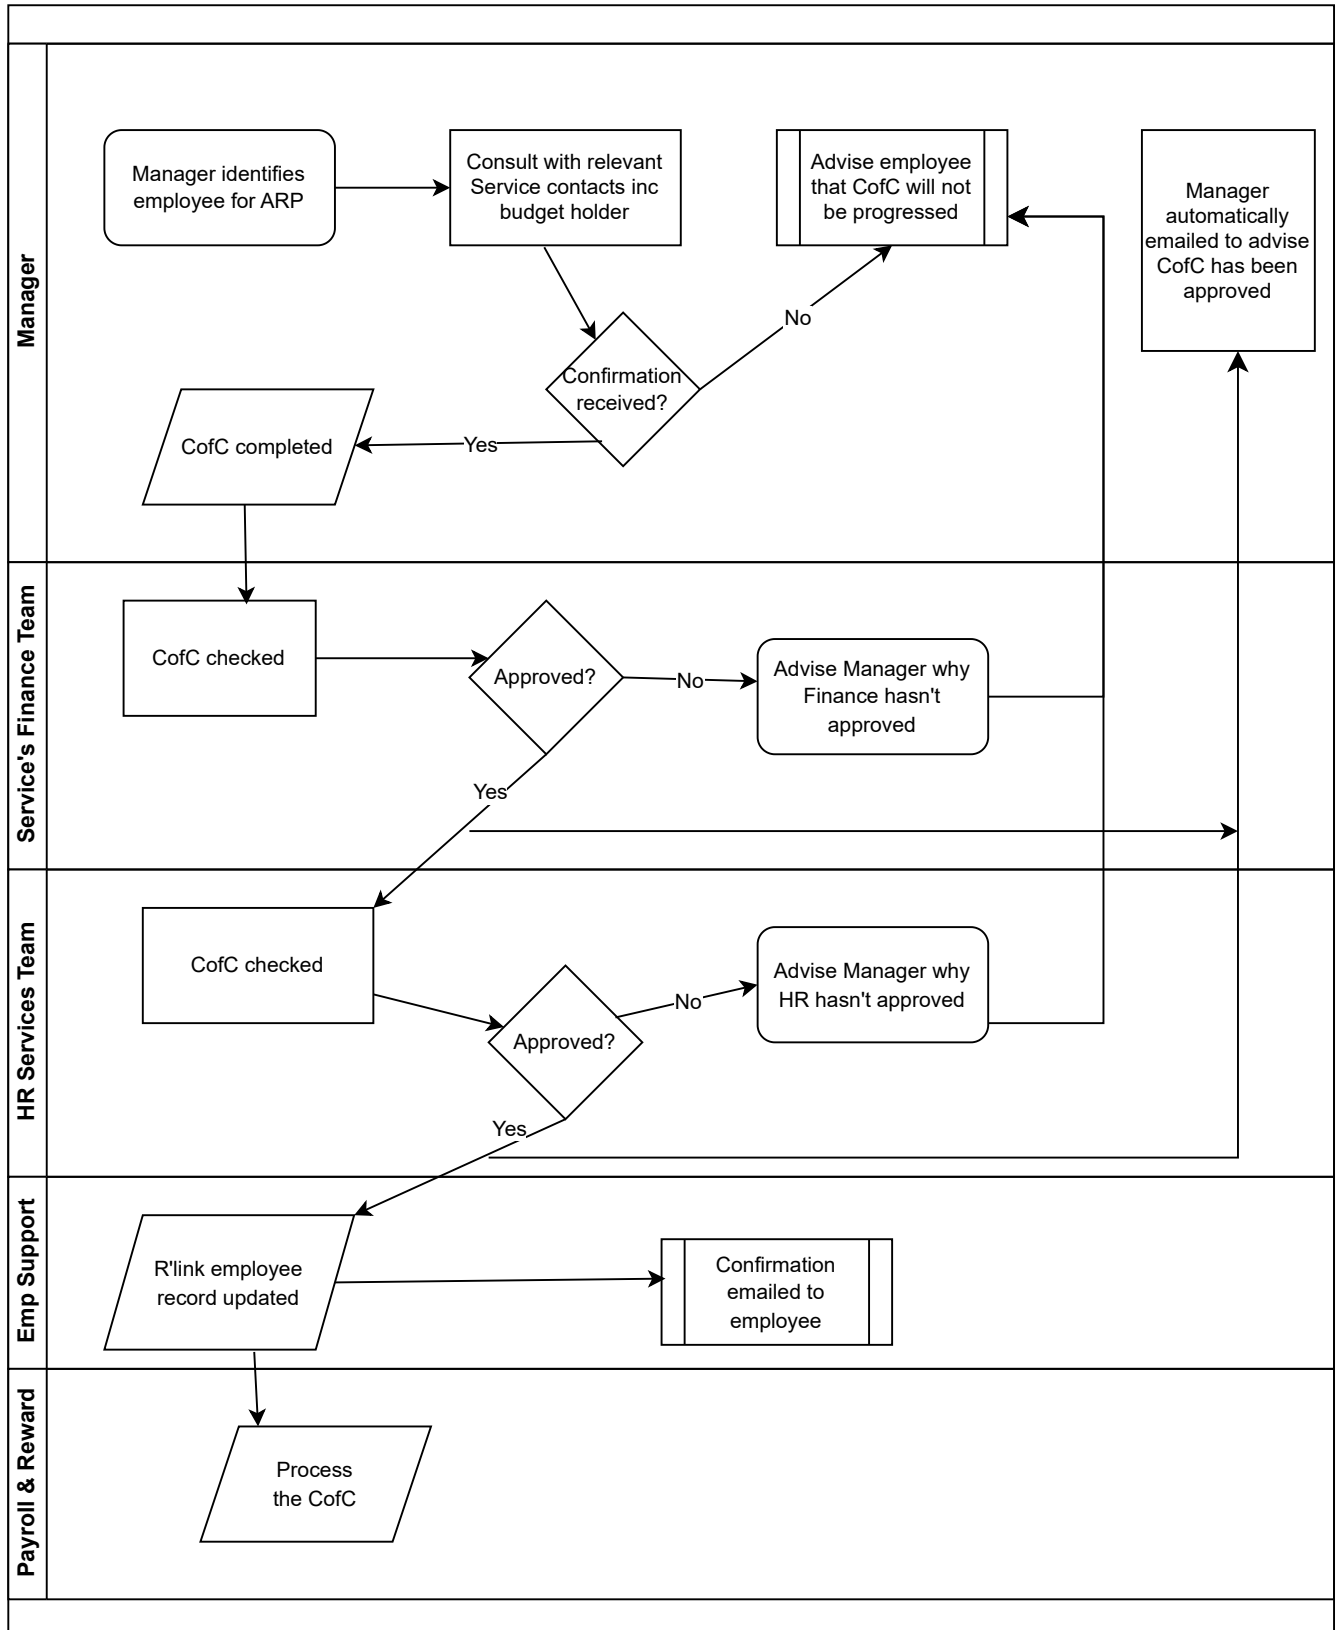 Manager
Manager identifies
employee for ARP
Consult with relevant
Service contacts inc
budget holder
Advise employee
that CofC will not
be progressed
Manager
automatically
emailed to advise
CofC has been
approved
No
Confirmation
received?
Yes
CofC completed
Service's Finance Team
CofC checked
Approved?
No
Advise Manager why
Finance hasn't
approved
Yes
HR Services Team
CofC checked
Approved?
No
Advise Manager why
HR hasn't approved
Yes
Emp Support
R'link employee
record updated
Confirmation
emailed to
employee
Payroll & Reward
Process
the CofC